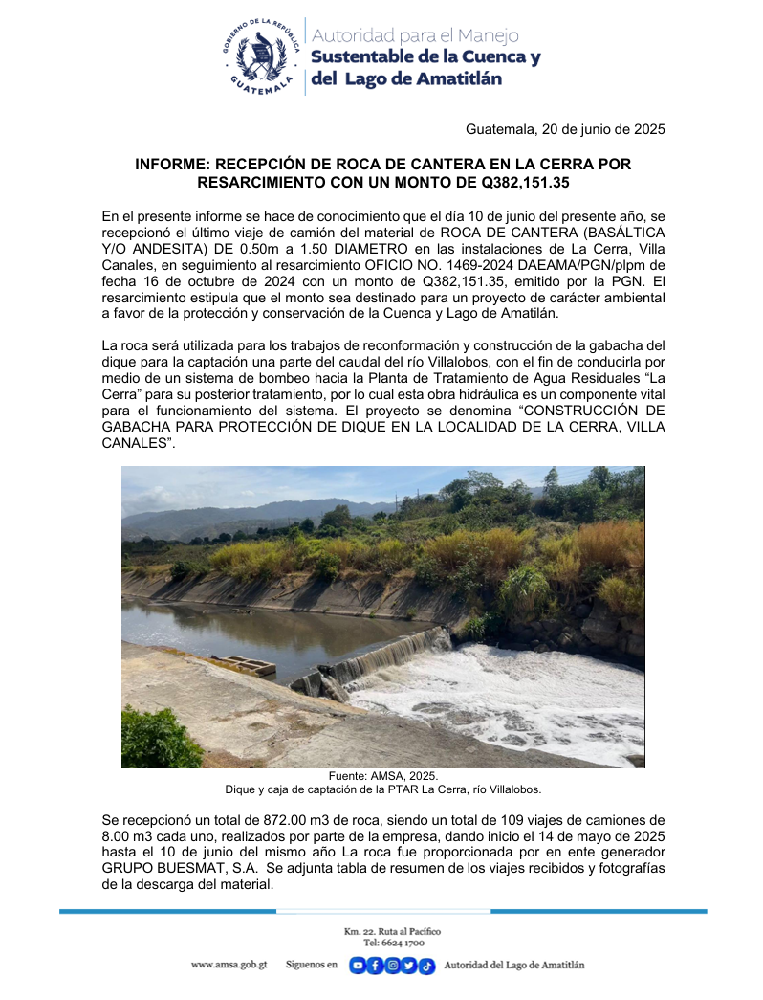 GOBIERNO DE LA REPÚBLICA
GUATEMALA
Autoridad para el Manejo
Sustentable de la Cuenca y
del Lago de Amatitlán
Guatemala, 20 de junio de 2025
INFORME: RECEPCIÓN DE ROCA DE CANTERA EN LA CERRA POR
RESARCIMIENTO CON UN MONTO DE Q382,151.35
En el presente informe se hace de conocimiento que el día 10 de junio del presente año, se
recepcionó el último viaje de camión del material de ROCA DE CANTERA (BASÁLTICA
Y/O ANDESITA) DE 0.50m a 1.50 DIAMETRO en las instalaciones de La Cerra, Villa
Canales, en seguimiento al resarcimiento OFICIO NO. 1469-2024 DAEAMA/PGN/plpm de
fecha 16 de octubre de 2024 con un monto de Q382,151.35, emitido por la PGN. El
resarcimiento estipula que el monto sea destinado para un proyecto de carácter ambiental
a favor de la protección y conservación de la Cuenca y Lago de Amatilán.
La roca será utilizada para los trabajos de reconformación y construcción de la gabacha del
dique para la captación una parte del caudal del río Villalobos, con el fin de conducirla por
medio de un sistema de bombeo hacia la Planta de Tratamiento de Agua Residuales “La
Cerra” para su posterior tratamiento, por lo cual esta obra hidráulica es un componente vital
para el funcionamiento del sistema. El proyecto se denomina “CONSTRUCCIÓN DE
GABACHA PARA PROTECCIÓN DE DIQUE EN LA LOCALIDAD DE LA CERRA, VILLA
CANALES”.
Fuente: AMSA, 2025.
Dique y caja de captación de la PTAR La Cerra, río Villalobos.
Se recepcionó un total de 872.00 m3 de roca, siendo un total de 109 viajes de camiones de
8.00 m3 cada uno, realizados por parte de la empresa, dando inicio el 14 de mayo de 2025
hasta el 10 de junio del mismo año La roca fue proporcionada por en ente generador
GRUPO BUESMAT, S.A. Se adjunta tabla de resumen de los viajes recibidos y fotografías
de la descarga del material.
Km. 22. Ruta al Pacífico
Tel: 6624 1700
www.amsa.gob.gt Síguenos en Autoridad del Lago de Amatitlán